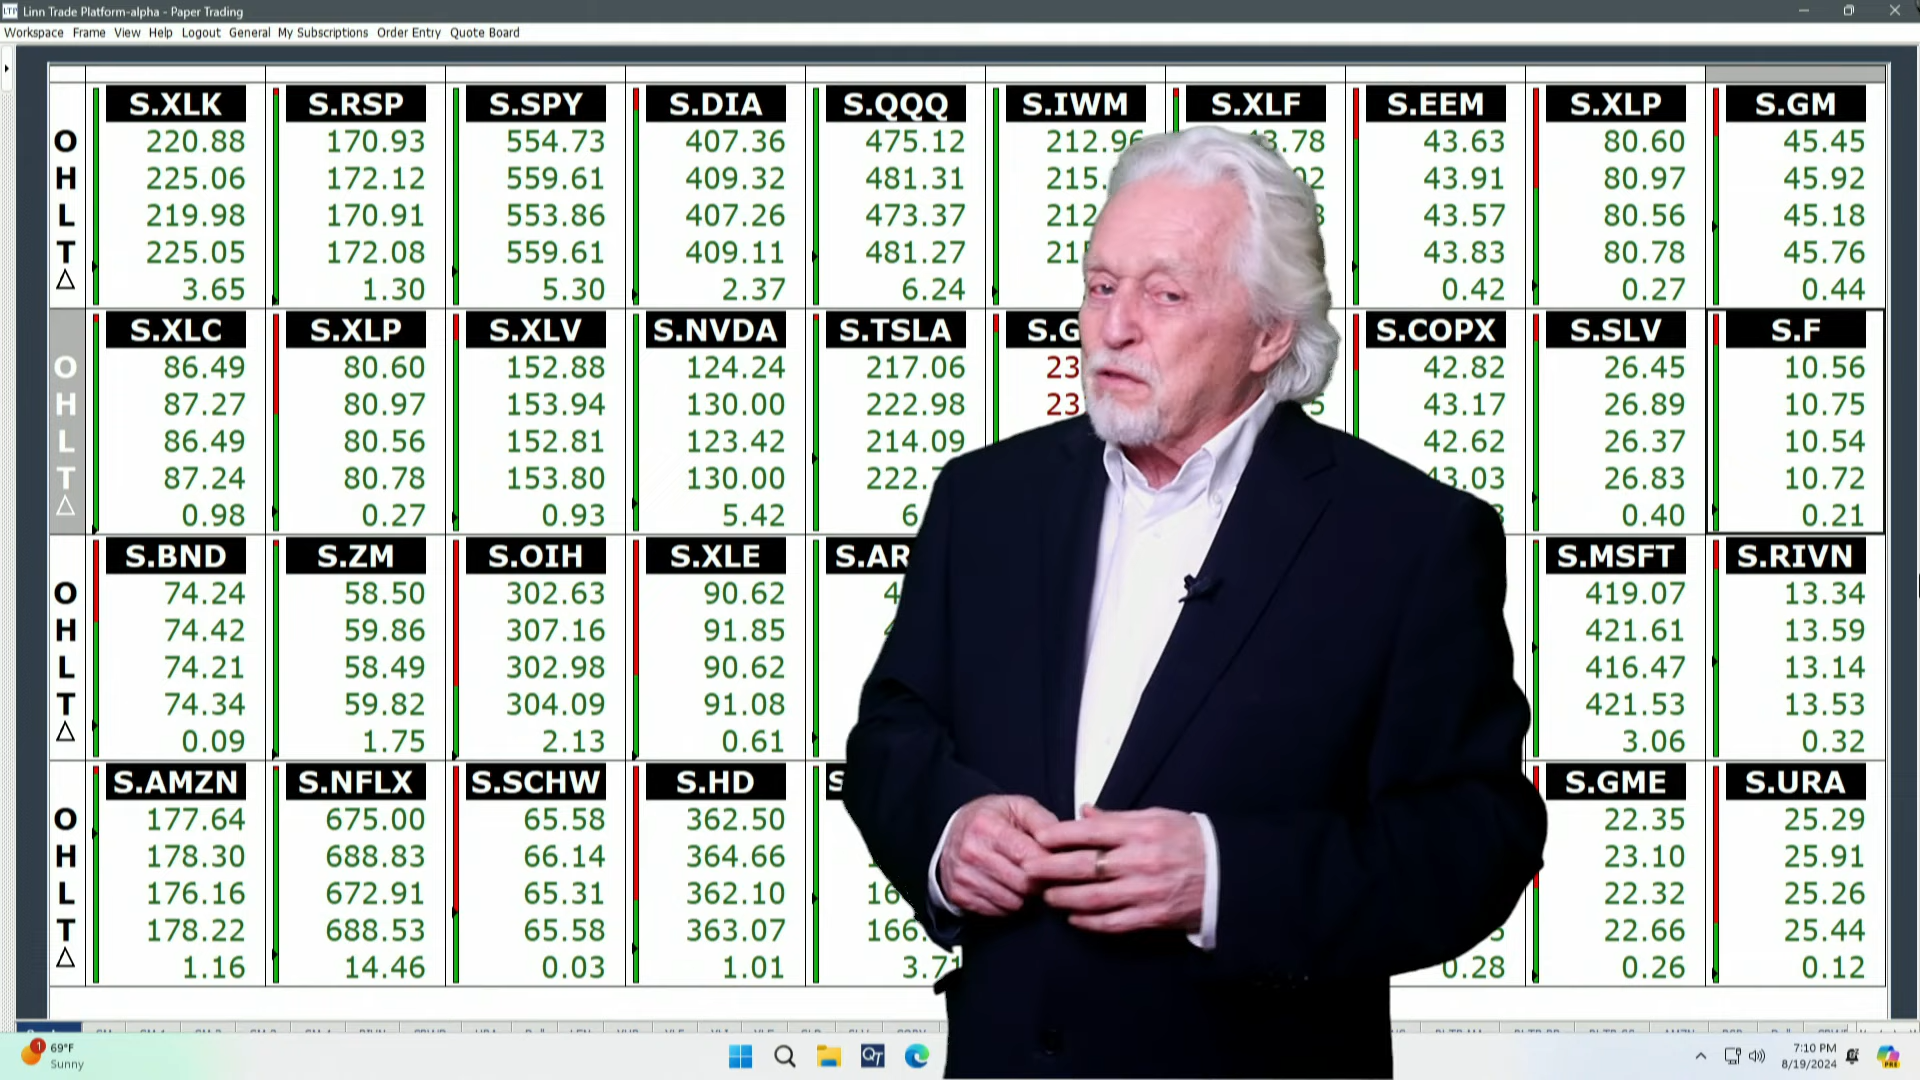 Linn Trade Platform-alpha - Paper Trading
Workspace Frame View Help Logout General My Subscriptions Order Entry Quote Board
S.XLK S.RSP S.SPY S.DIA S.QQQ S.IWM S.XLF S.EEM S.XLP S.GM
O 220.88 170.93 554.73 407.36 475.12 212.96 43.63 80.60 45.45
H 225.06 172.12 559.61 409.32 481.31 43.91 80.97 45.92
L 219.98 170.91 553.86 407.26 473.37 43.57 80.56 45.18
T 225.05 172.08 559.61 409.11 481.27 43.83 80.78 45.76
△ 3.65 1.30 5.30 2.37 6.24 0.42 0.27 0.44
S.XLC S.XLP S.XLV S.NVDA S.TSLA S.COPX S.SLV S.F
O 86.49 80.60 152.88 124.24 217.06 42.82 26.45 10.56
H 87.27 80.97 153.94 130.00 222.98 43.17 26.89 10.75
L 86.49 80.56 152.81 123.42 214.09 42.62 26.37 10.54
T 87.24 80.78 153.80 130.00 43.03 26.83 10.72
△ 0.98 0.27 0.93 5.42 0.40 0.21
S.BND S.ZM S.OIH S.XLE S.MSFT S.RIVN
O 74.24 58.50 302.63 90.62 419.07 13.34
H 74.42 59.86 307.16 91.85 421.61 13.59
L 74.21 58.49 302.98 90.62 416.47 13.14
T 74.34 59.82 304.09 91.08 421.53 13.53
△ 0.09 1.75 2.13 0.61 3.06 0.32
S.AMZN S.NFLX S.SCHW S.HD S.GME S.URA
O 177.64 675.00 65.58 362.50 22.35 25.29
H 178.30 688.83 66.14 364.66 23.10 25.91
L 176.16 672.91 65.31 362.10 22.32 25.26
T 178.22 688.53 65.58 363.07 22.66 25.44
△ 1.16 14.46 0.03 1.01 3.71 0.28 0.26 0.12
1 69°F
Sunny
QT
7:10 PM
8/19/2024